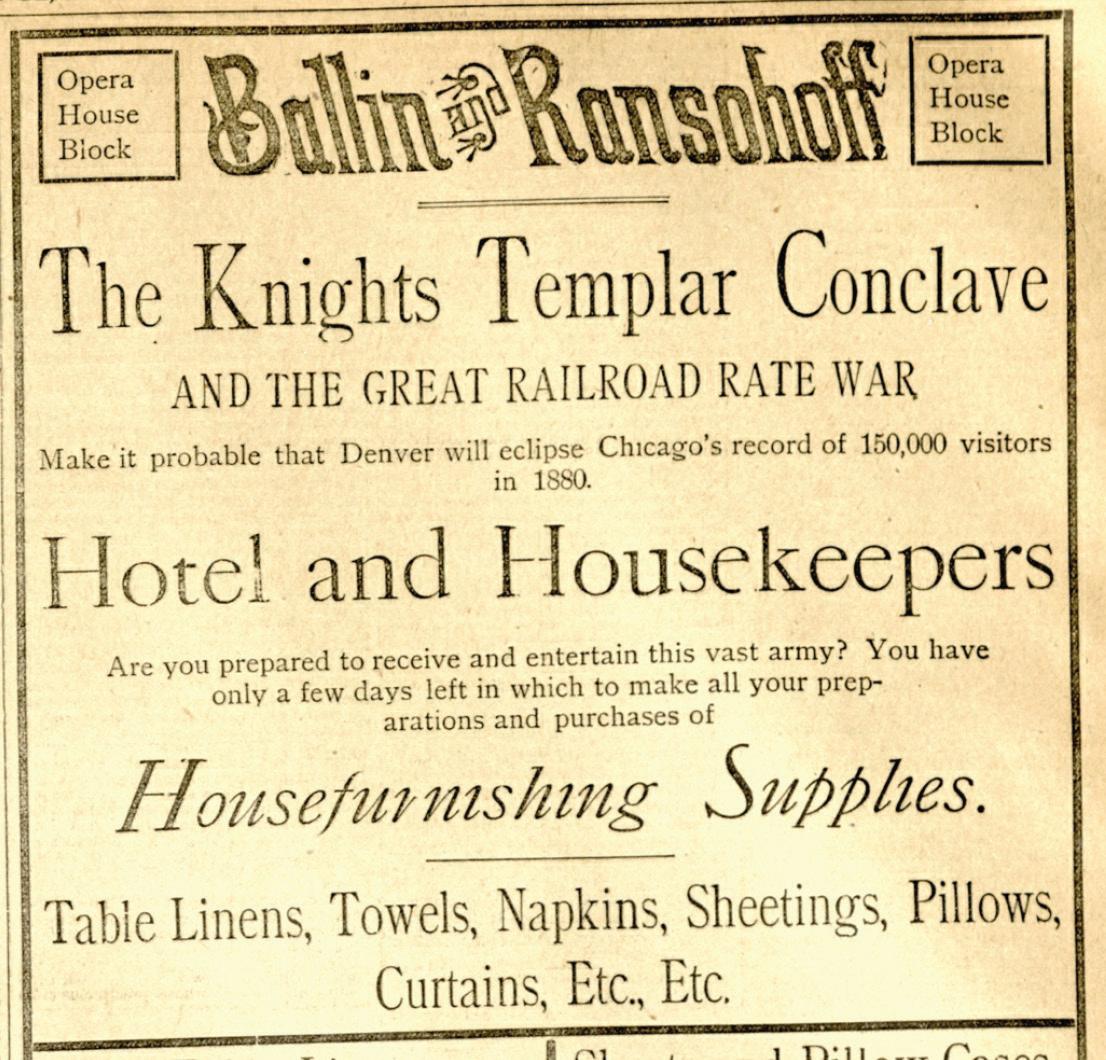 Opera
House
Block
Ballin AND Ransohoff
Opera
House
Block
The Knights Templar Conclave
AND THE GREAT RAILROAD RATE WAR
Make it probable that Denver will eclipse Chicago's record of 150,000 visitors
in 1880.
Hotel and Housekeepers
Are you prepared to receive and entertain this vast army? You have
only a few days left in which to make all your prep-
arations and purchases of
Housefurnishing Supplies.
Table Linens, Towels, Napkins, Sheetings, Pillows,
Curtains, Etc., Etc.